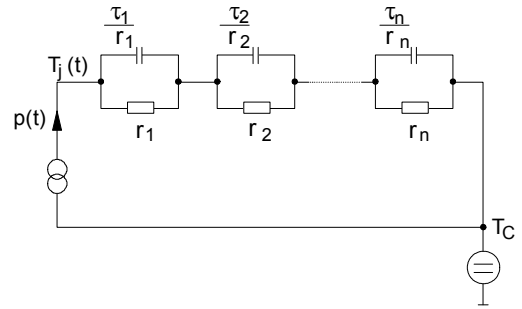 τ1 τ2 τn
r1 r2 rn
Tj(t)
r1 r2 rn
p(t)
TC